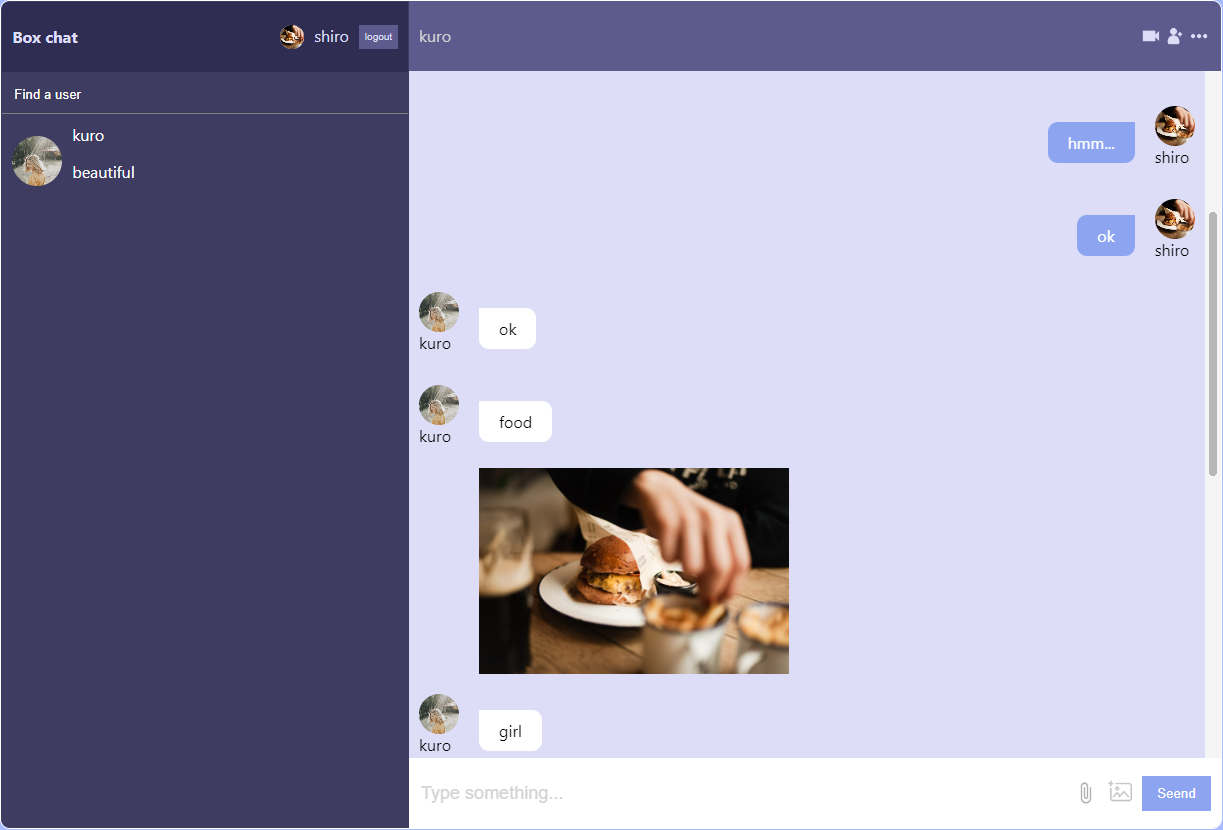 Box chat
shiro
logout
kuro
Find a user
kuro
beautiful
hmm...
shiro
ok
shiro
ok
kuro
food
kuro
girl
kuro
Type something...
Seend